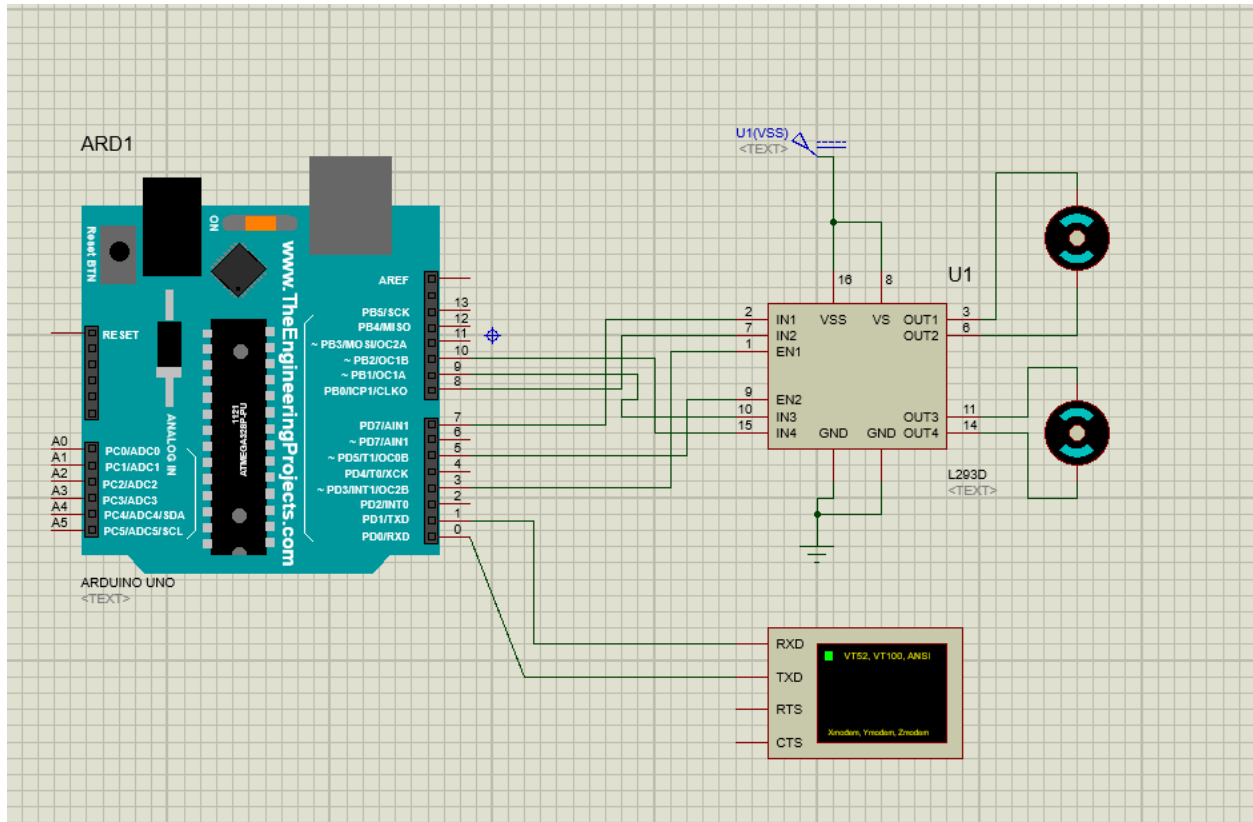 ARD1
Reset BTN
ON
www.TheEngineeringProjects.com
RESET
ANALOG IN
1121
ATMEGA328P-PU
A0
A1
A2
A3
A4
A5
PC0/ADC0
PC1/ADC1
PC2/ADC2
PC3/ADC3
PC4/ADC4/SDA
PC5/ADC5/SCL
AREF
PB5/SCK
PB4/MISO
~ PB3/MOSI/OC2A
~ PB2/OC1B
~ PB1/OC1A
PB0/ICP1/CLKO
13
12
11
10
9
8
PD7/AIN1
~ PD7/AIN1
~ PD5/T1/OC0B
PD4/T0/XCK
~ PD3/INT1/OC2B
PD2/INT0
PD1/TXD
PD0/RXD
7
6
5
4
3
2
1
0
ARDUINO UNO
<TEXT>
U1(VSS)
<TEXT>
16
8
U1
2
7
1
9
10
15
IN1
IN2
EN1
EN2
IN3
IN4
VSS
VS
OUT1
OUT2
OUT3
OUT4
GND
GND
3
6
11
14
L293D
<TEXT>
RXD
TXD
RTS
CTS
VT52, VT100, ANSI
Xmodem, Ymodem, Zmodem